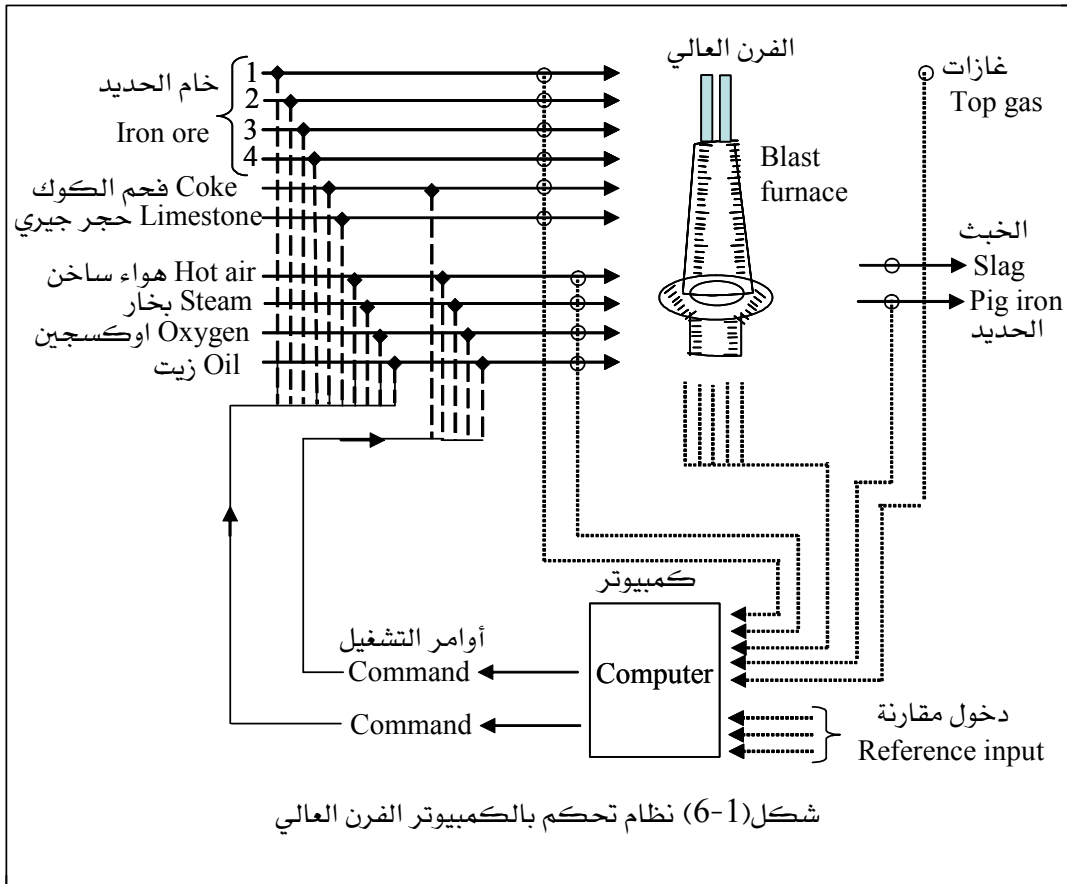 الفرن العالي
غازات
Top gas
خام الحديد
Iron ore
1
2
3
4
Blast
furnace
فحم الكوك Coke
حجر جيري Limestone
الخبث
Slag
Pig iron
الحديد
هواء ساخن Hot air
بخار Steam
اوكسجين Oxygen
زيت Oil
كمبيوتر
Computer
أوامر التشغيل
Command
Command
دخول مقارنة
Reference input
شكل(1-6) نظام تحكم بالكمبيوتر الفرن العالي